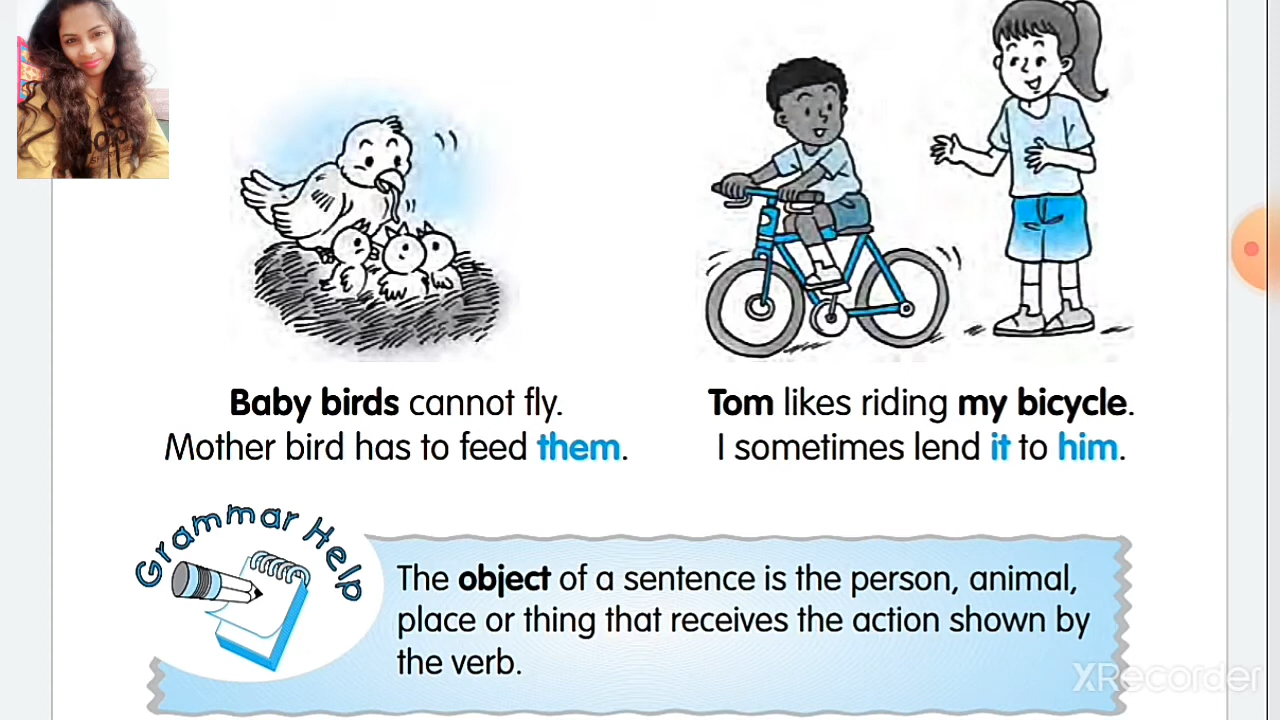 Baby birds cannot fly.
Mother bird has to feed them.
Tom likes riding my bicycle.
I sometimes lend it to him.
Grammar Help
The object of a sentence is the person, animal,
place or thing that receives the action shown by
the verb.
XRecorder